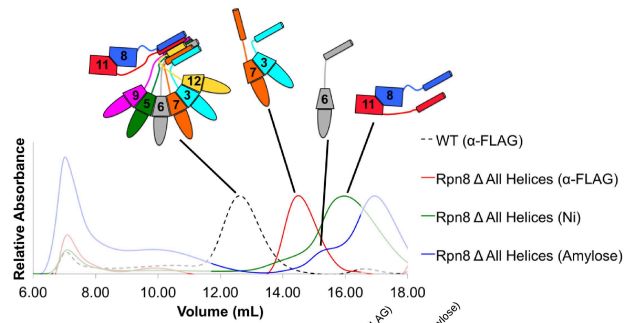 11 8
9 5 6 7 3 12
7 3
6
11 8
WT (α-FLAG)
Rpn8 Δ All Helices (α-FLAG)
Rpn8 Δ All Helices (Ni)
Rpn8 Δ All Helices (Amylose)
Relative Absorbance
6.00 8.00 10.00 12.00 14.00 16.00 18.00
Volume (mL)